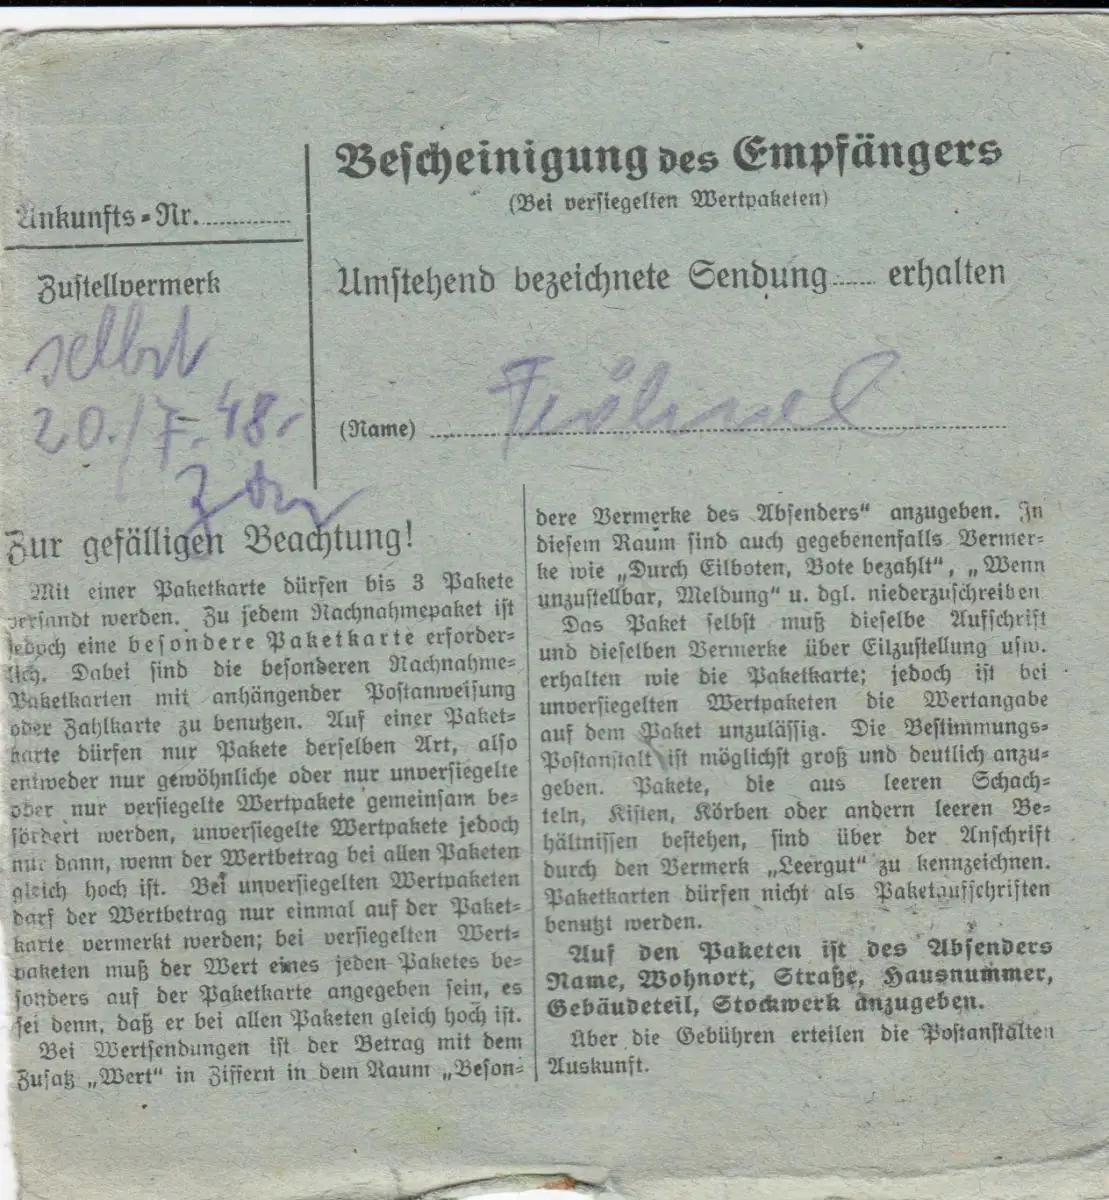 Bescheinigung des Empfängers
(Bei versiegelten Wertpaketen)
Ankunfts-Nr.
Zustellvermerk
Umstehend bezeichnete Sendung ..... erhalten
selbst
20./7. 48.
(Name)
Zur gefälligen Beachtung!
Mit einer Paketkarte dürfen bis 3 Pakete
versandt werden. Zu jedem Nachnahmepaket ist
jedoch eine besondere Paketkarte erforder-
lich. Dabei sind die besonderen Nachnahme-
Paketkarten mit anhängender Postanweisung
oder Zahlkarte zu benutzen. Auf einer Paket-
karte dürfen nur Pakete derselben Art, also
entweder nur gewöhnliche oder nur unversiegelte
oder nur versiegelte Wertpakete gemeinsam be-
fördert werden, unversiegelte Wertpakete jedoch
nur dann, wenn der Wertbetrag bei allen Paketen
gleich hoch ist. Bei unversiegelten Wertpaketen
darf der Wertbetrag nur einmal auf der Paket-
karte vermerkt werden; bei versiegelten Wert-
paketen muß der Wert eines jeden Paketes be-
sonders auf der Paketkarte angegeben sein, es
sei denn, daß er bei allen Paketen gleich hoch ist.
Bei Wertsendungen ist der Betrag mit dem
Zusatz „Wert“ in Ziffern in dem Raum „Beson-
dere Vermerke des Absenders“ anzugeben. In
diesem Raum sind auch gegebenenfalls Vermer-
ke wie „Durch Eilboten, Bote bezahlt“, „Wenn
unzustellbar, Meldung“ u. dgl. niederzuschreiben
Das Paket selbst muß dieselbe Aufschrift
und dieselben Vermerke über Eilzustellung usw.
erhalten wie die Paketkarte; jedoch ist bei
unversiegelten Wertpaketen die Wertangabe
auf dem Paket unzulässig. Die Bestimmungs-
Postanstalt ist möglichst groß und deutlich anzu-
geben. Pakete, die aus leeren Schach-
teln, Kisten, Körben oder andern leeren Be-
hältnissen bestehen, sind über der Anschrift
durch den Vermerk „Leergut“ zu kennzeichnen.
Paketkarten dürfen nicht als Paketaufschriften
benutzt werden.
Auf den Paketen ist des Absenders
Name, Wohnort, Straße, Hausnummer,
Gebäudeteil, Stockwerk anzugeben.
Über die Gebühren erteilen die Postanstalten
Auskunft.